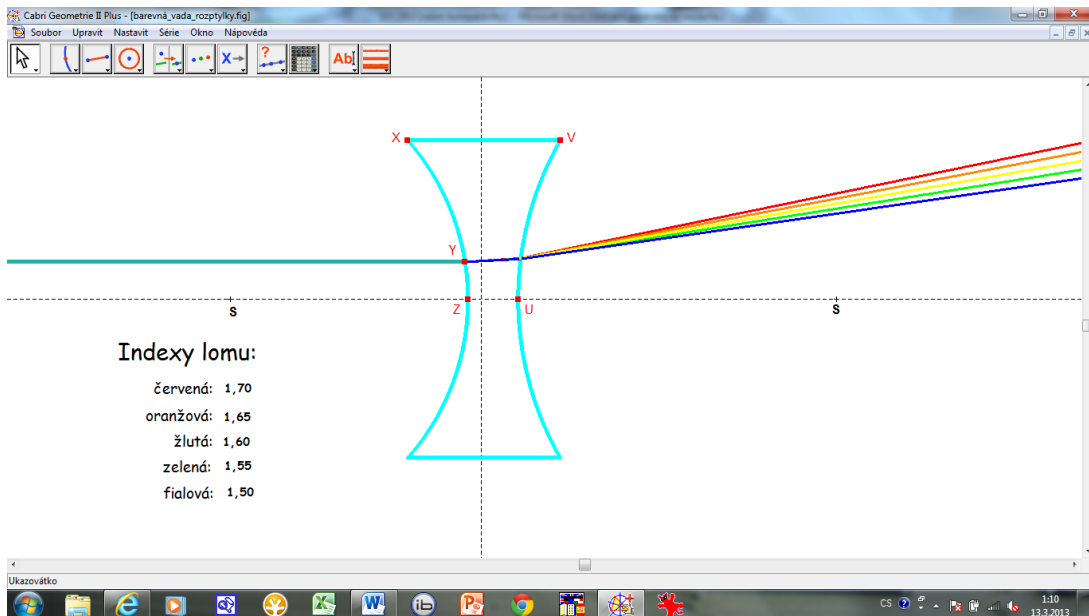 Cabri Geometrie II Plus - [barevná_vada_rozptylky.fig]
Soubor Upravit Nastavit Série Okno Nápověda
X→ ? Ab
X V
Y
Z U
S S
Indexy lomu:
červená: 1,70
oranžová: 1,65
žlutá: 1,60
zelená: 1,55
fialová: 1,50
Ukazovátko
CS 1:10
13.3.2013